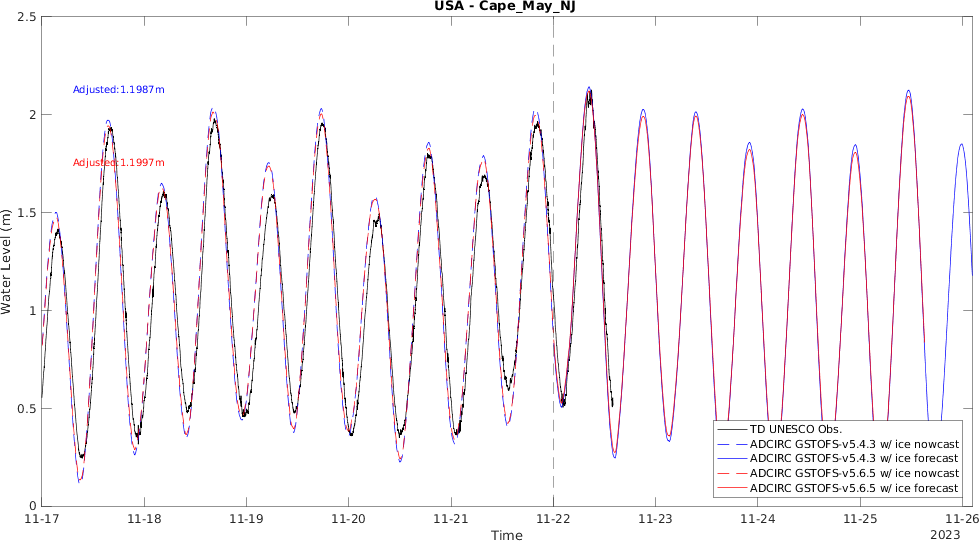 USA - Cape_May_NJ
2.5
Adjusted:1.1987m
2
Adjusted:1.1997m
1.5
Water Level (m)
1
0.5
0
TD UNESCO Obs.
ADCIRC GSTOFS-v5.4.3 w/ ice nowcast
ADCIRC GSTOFS-v5.4.3 w/ ice forecast
ADCIRC GSTOFS-v5.6.5 w/ ice nowcast
ADCIRC GSTOFS-v5.6.5 w/ ice forecast
11-17 11-18 11-19 11-20 11-21 11-22 11-23 11-24 11-25 11-26
Time
2023